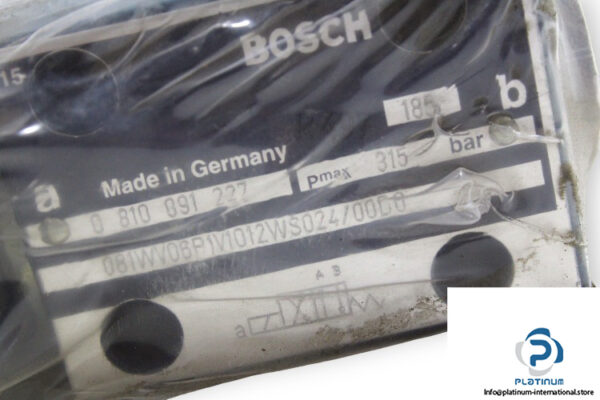 BOSCH
15
185
b
a
Made in Germany
Pmax 315 bar
0 810 091 227
081WV06P1V1012WS024/00D0
A B
a
PLATINUM
Info@platinum-international.store